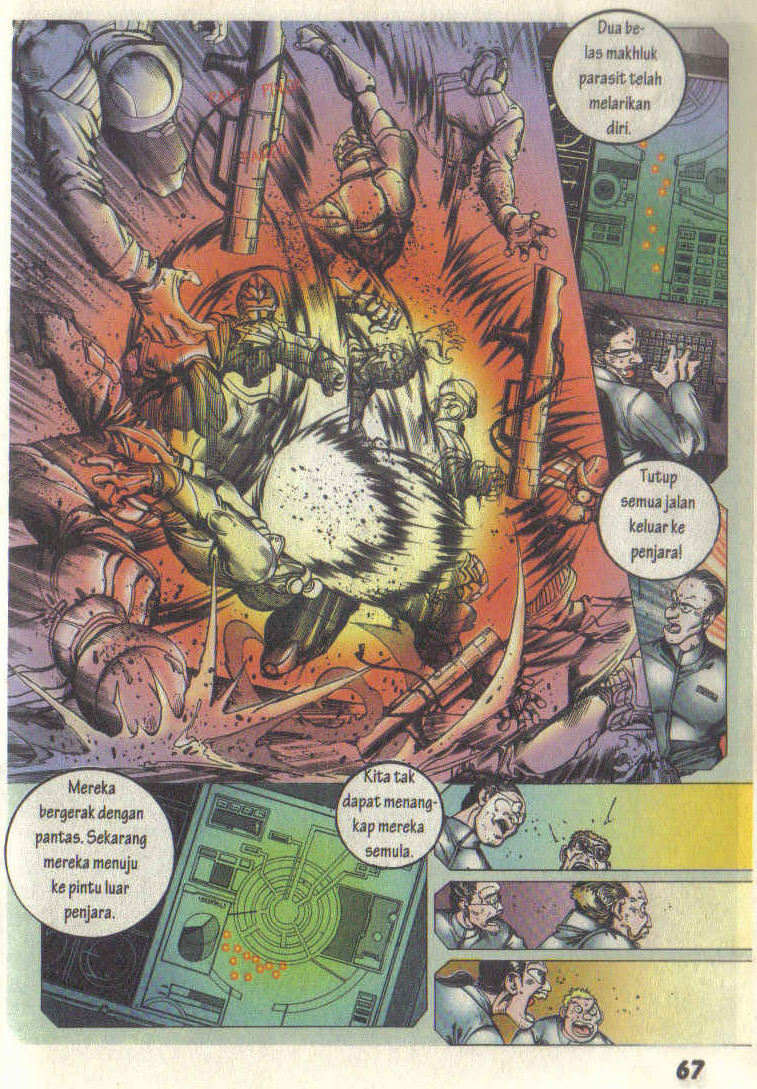 Dua be-
las makhluk
parasit telah
melarikan
diri.
Tutup
semua jalan
keluar ke
penjara!
Mereka
bergerak dengan
pantas. Sekarang
mereka menuju
ke pintu luar
penjara.
Kita tak
dapat menang-
kap mereka
semula.
67